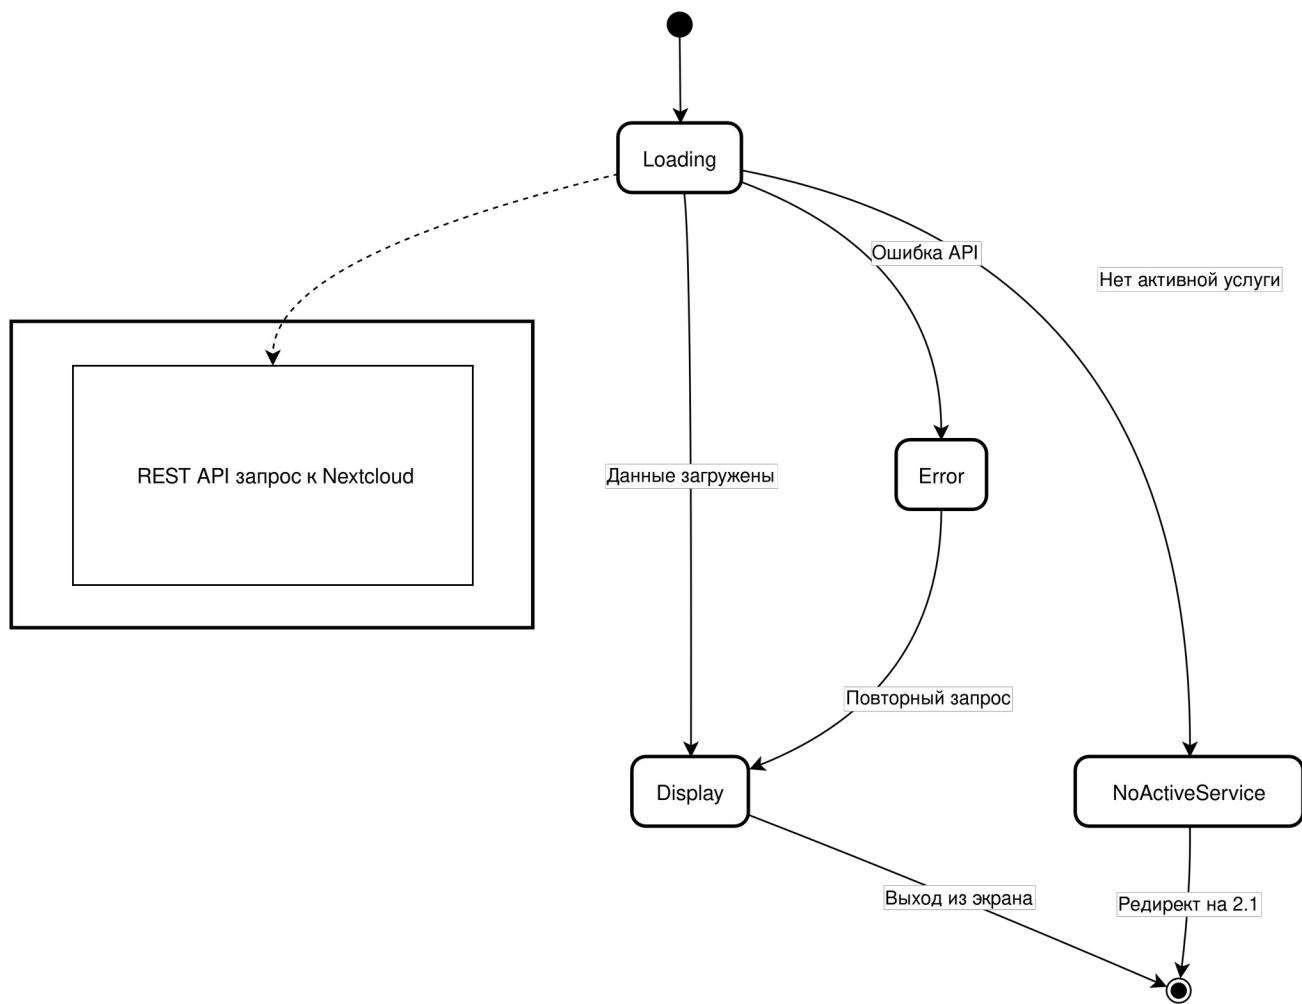 Loading
Ошибка API
Нет активной услуги
REST API запрос к Nextcloud
Данные загружены
Error
Повторный запрос
Display
NoActiveService
Выход из экрана
Редирект на 2.1